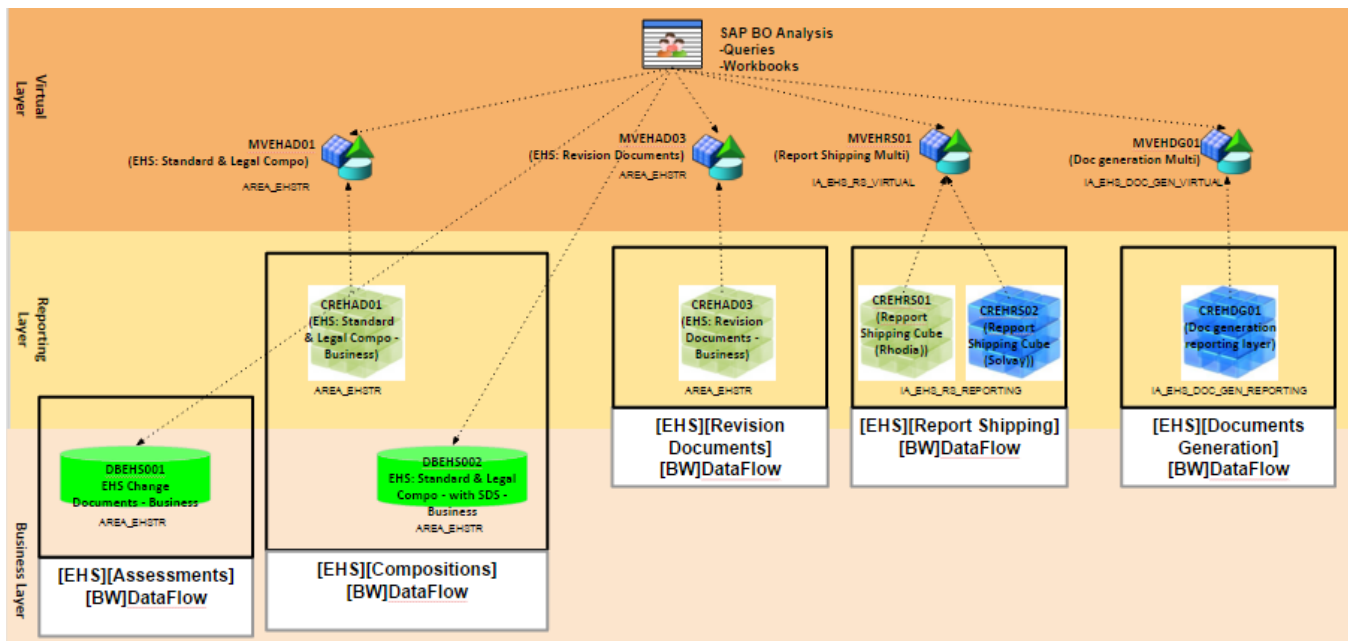 SAP BO Analysis
-Queries
-Workbooks
Virtual
Layer
MVEHAD01
(EHS: Standard & Legal Compo)
AREA_EHSTR
MVEHAD03
(EHS: Revision Documents)
AREA_EHSTR
MVEHRS01
(Report Shipping Multi)
IA_EHS_RS_VIRTUAL
MVEHDG01
(Doc generation Multi)
IA_EHS_DOC_GEN_VIRTUAL
Reporting
Layer
CREHAD01
(EHS: Standard
& Legal Compo -
Business)
AREA_EHSTR
CREHAD03
(EHS: Revision
Documents -
Business)
AREA_EHSTR
CREHRS01
(Repport
Shipping Cube
(Rhodia))
CREHRS02
(Repport
Shipping Cube
(Solvay))
IA_EHS_RS_REPORTING
CREHDG01
(Doc generation
reporting layer)
IA_EHS_DOC_GEN_REPORTING
[EHS][Revision
Documents]
[BW]DataFlow
[EHS][Report Shipping]
[BW]DataFlow
[EHS][Documents
Generation]
[BW]DataFlow
Business Layer
DBEHS001
EHS Change
Documents - Business
AREA_EHSTR
DBEHS002
EHS: Standard & Legal
Compo - with SDS -
Business
AREA_EHSTR
[EHS][Assessments]
[BW]DataFlow
[EHS][Compositions]
[BW]DataFlow